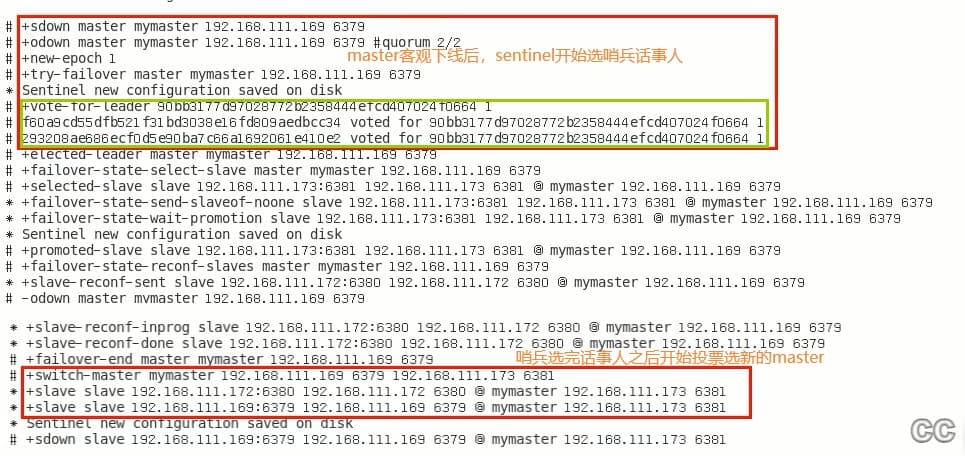 # +sdown master mymaster 192.168.111.169 6379
# +odown master mymaster 192.168.111.169 6379 #quorum 2/2
master客观下线后，sentinel开始选哨兵话事人
# +new-epoch 1
# +try-failover master mymaster 192.168.111.169 6379
* Sentinel new configuration saved on disk
# +vote-for-leader 90bb3177d97028772b2358444efcd407024f0664 1
# f60a9cd55dfb521f31bd3038e16fd809aedbcc34 voted for 90bb3177d97028772b2358444efcd407024f0664 1
# 293208ae686ecf0d5e90ba7c66a1692061e410e2 voted for 90bb3177d97028772b2358444efcd407024f0664 1
# +elected-leader master mymaster 192.168.111.169 6379
# +failover-state-select-slave master mymaster 192.168.111.169 6379
# +selected-slave slave 192.168.111.173:6381 192.168.111.173 6381 @ mymaster 192.168.111.169 6379
* +failover-state-send-slaveof-noone slave 192.168.111.173:6381 192.168.111.173 6381 @ mymaster 192.168.111.169 6379
* +failover-state-wait-promotion slave 192.168.111.173:6381 192.168.111.173 6381 @ mymaster 192.168.111.169 6379
* Sentinel new configuration saved on disk
# +promoted-slave slave 192.168.111.173:6381 192.168.111.173 6381 @ mymaster 192.168.111.169 6379
# +failover-state-reconf-slaves master mymaster 192.168.111.169 6379
* +slave-reconf-sent slave 192.168.111.172:6380 192.168.111.172 6380 @ mymaster 192.168.111.169 6379
# -odown master mymaster 192.168.111.169 6379
* +slave-reconf-inprog slave 192.168.111.172:6380 192.168.111.172 6380 @ mymaster 192.168.111.169 6379
* +slave-reconf-done slave 192.168.111.172:6380 192.168.111.172 6380 @ mymaster 192.168.111.169 6379
# +failover-end master mymaster 192.168.111.169 6379
哨兵选完话事人之后开始投票选新的master
# +switch-master mymaster 192.168.111.169 6379 192.168.111.173 6381
* +slave slave 192.168.111.172:6380 192.168.111.172 6380 @ mymaster 192.168.111.173 6381
* +slave slave 192.168.111.169:6379 192.168.111.169 6379 @ mymaster 192.168.111.173 6381
* Sentinel new configuration saved on disk
# +sdown slave 192.168.111.169:6379 192.168.111.169 6379 @ mymaster 192.168.111.173 6381
CC